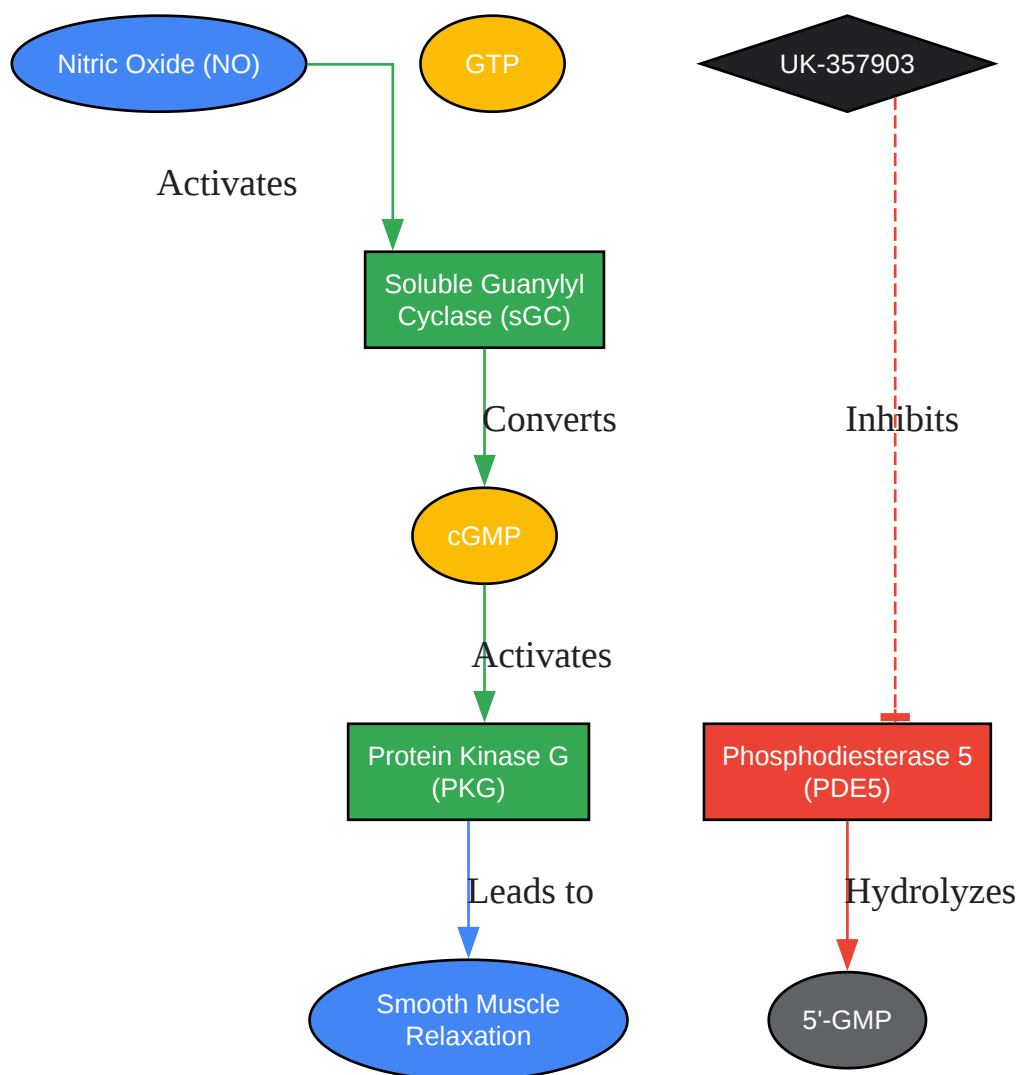 Nitric Oxide (NO)
GTP
UK-357903
Activates
Soluble Guanylyl
Cyclase (sGC)
Converts
Inhibits
cGMP
Activates
Protein Kinase G
(PKG)
Phosphodiesterase 5
(PDE5)
Leads to
Hydrolyzes
Smooth Muscle
Relaxation
5'-GMP